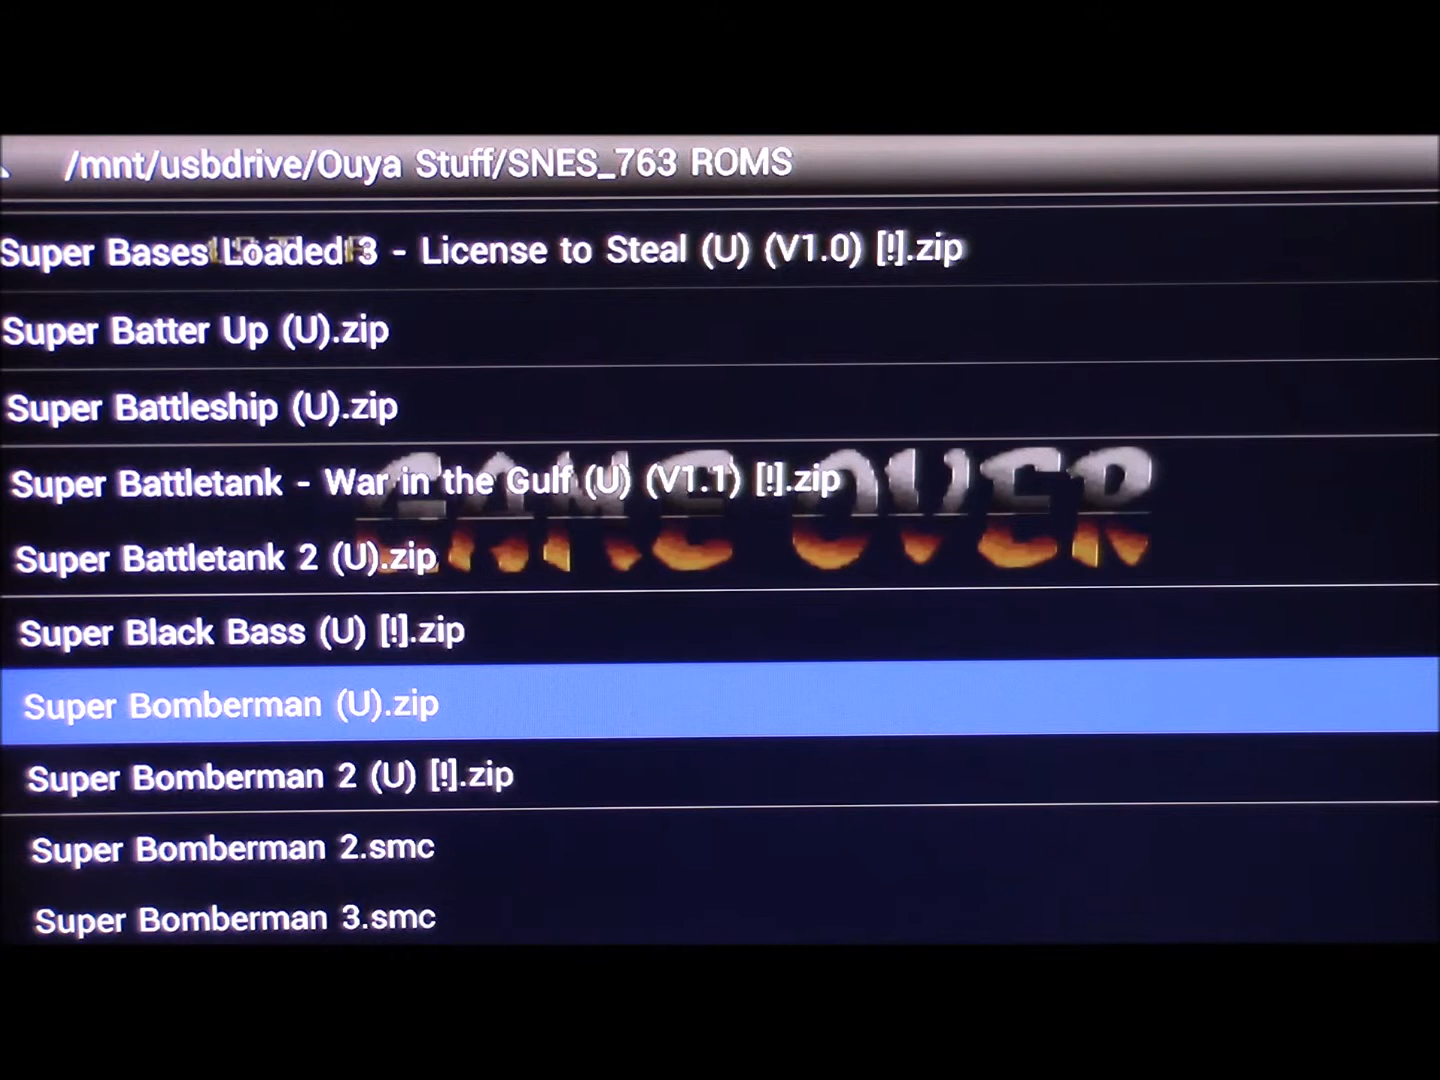 /mnt/usbdrive/Ouya Stuff/SNES_763 ROMS
Super Bases Loaded 3 - License to Steal (U) (V1.0) [!].zip
Super Batter Up (U).zip
Super Battleship (U).zip
Super Battletank - War in the Gulf (U) (V1.1) [!].zip
GAME OVER
Super Battletank 2 (U).zip
Super Black Bass (U) [!].zip
Super Bomberman (U).zip
Super Bomberman 2 (U) [!].zip
Super Bomberman 2.smc
Super Bomberman 3.smc